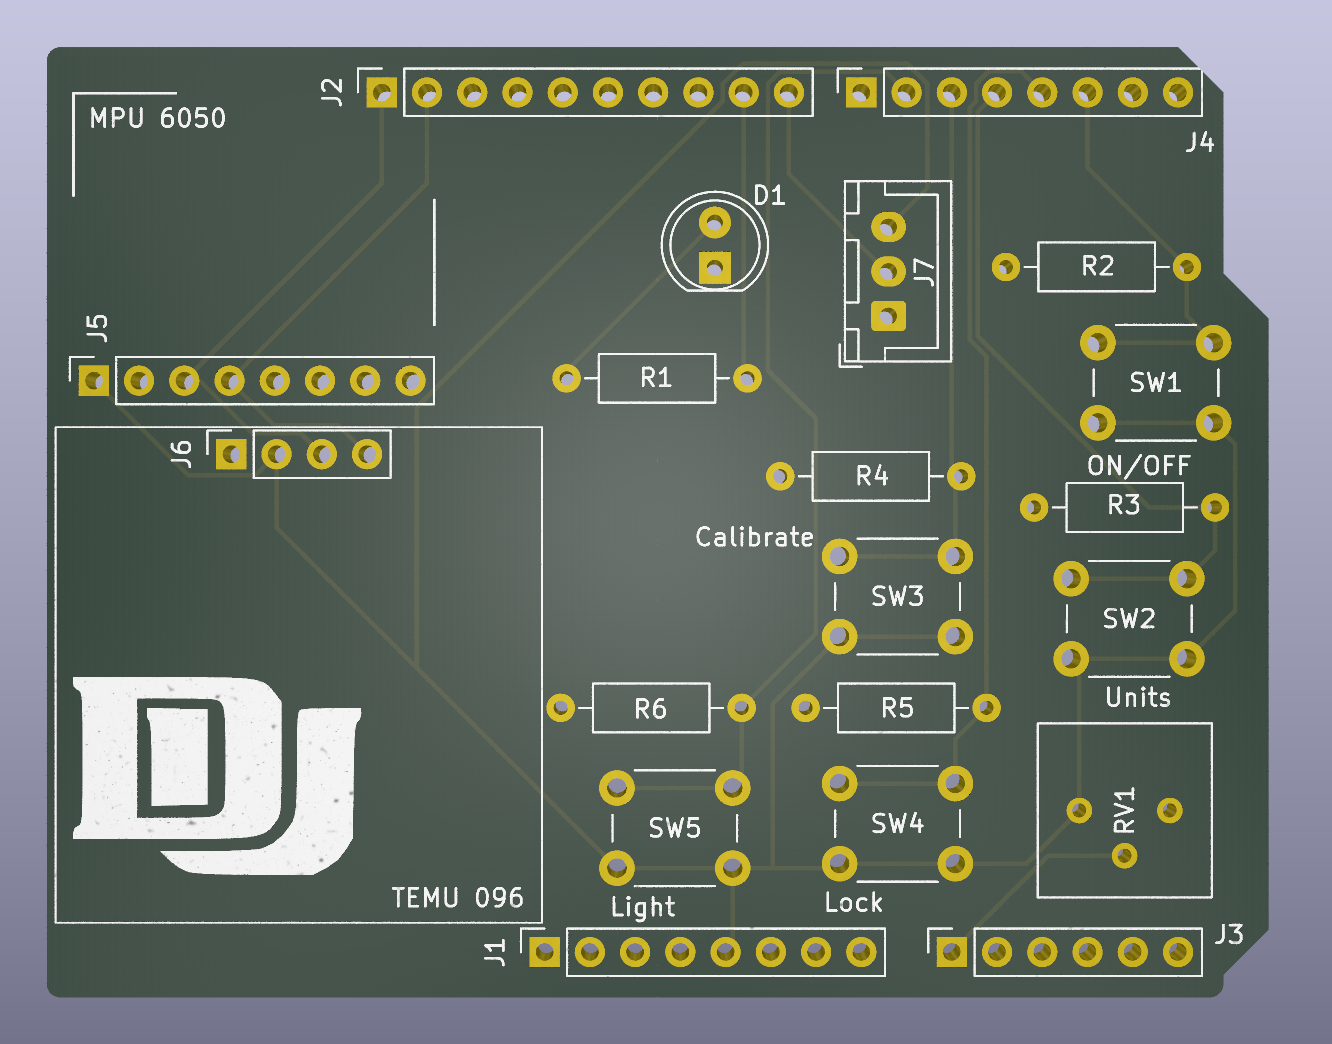 J2
MPU 6050
J4
D1
J7
R2
J5
R1
SW1
J6
ON/OFF
R4
R3
Calibrate
SW3
SW2
Units
R6
R5
DJ
RV1
SW5
SW4
TEMU 096
Light
Lock
J1
J3